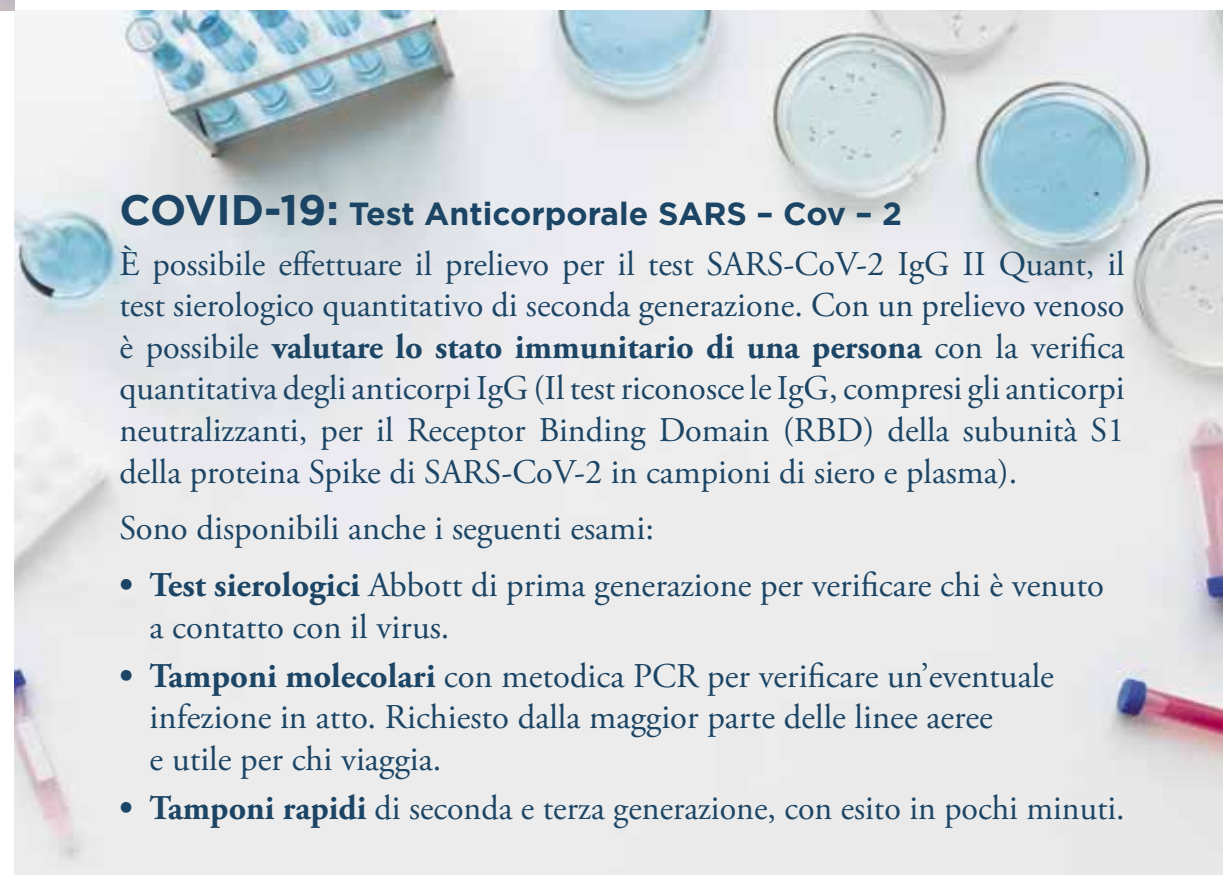 COVID-19: Test Anticorporale SARS – Cov – 2
È possibile effettuare il prelievo per il test SARS-CoV-2 IgG II Quant, il
test sierologico quantitativo di seconda generazione. Con un prelievo venoso
è possibile valutare lo stato immunitario di una persona con la verifica
quantitativa degli anticorpi IgG (Il test riconosce le IgG, compresi gli anticorpi
neutralizzanti, per il Receptor Binding Domain (RBD) della subunità S1
della proteina Spike di SARS-CoV-2 in campioni di siero e plasma).
Sono disponibili anche i seguenti esami:
• Test sierologici Abbott di prima generazione per verificare chi è venuto
a contatto con il virus.
• Tamponi molecolari con metodica PCR per verificare un’eventuale
infezione in atto. Richiesto dalla maggior parte delle linee aeree
e utile per chi viaggia.
• Tamponi rapidi di seconda e terza generazione, con esito in pochi minuti.